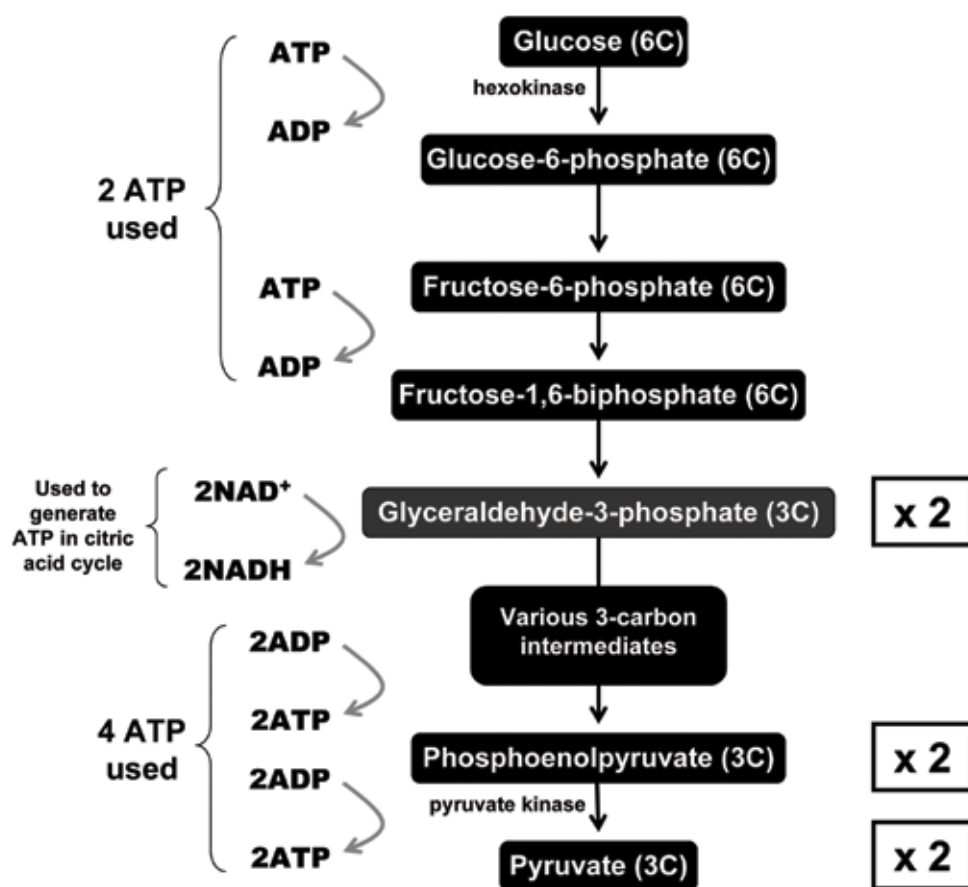 Glucose (6C)
ATP
hexokinase
ADP
Glucose-6-phosphate (6C)
2 ATP
used
Fructose-6-phosphate (6C)
ATP
ADP
Fructose-1,6-biphosphate (6C)
Used to
generate
ATP in citric
acid cycle
2NAD⁺
2NADH
Glyceraldehyde-3-phosphate (3C)
x 2
Various 3-carbon
intermediates
4 ATP
used
2ADP
2ATP
2ADP
2ATP
Phosphoenolpyruvate (3C)
x 2
pyruvate kinase
Pyruvate (3C)
x 2